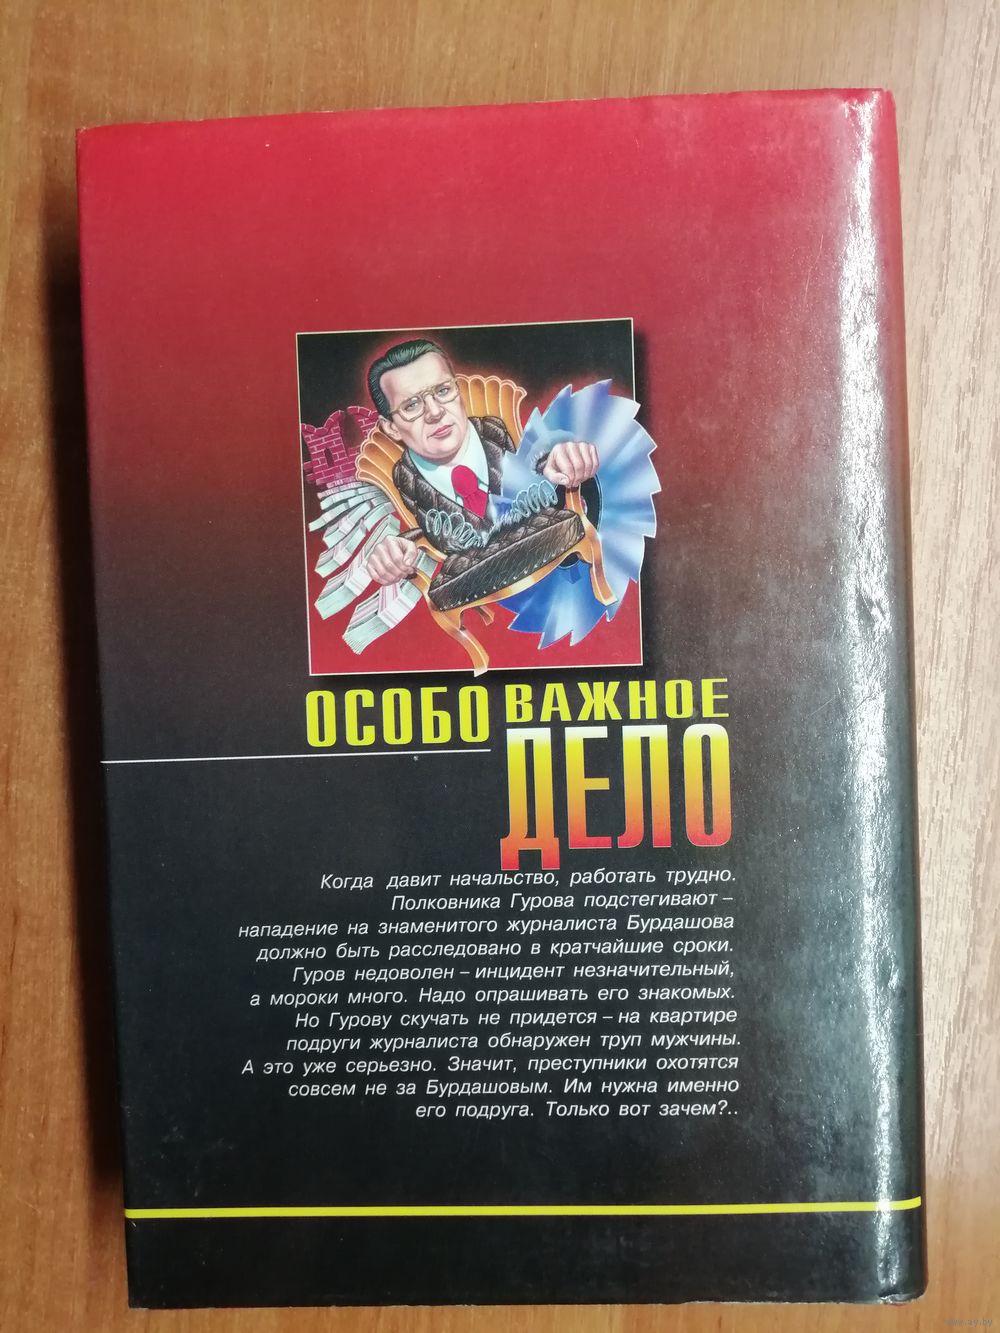 ОСОБО ВАЖНОЕ
ДЕЛО
Когда давит начальство, работать трудно.
Полковника Гурова подстегивают –
нападение на знаменитого журналиста Бурдашова
должно быть расследовано в кратчайшие сроки.
Гуров недоволен – инцидент незначительный,
а мороки много. Надо опрашивать его знакомых.
Но Гурову скучать не придется – на квартире
подруги журналиста обнаружен труп мужчины.
А это уже серьезно. Значит, преступники охотятся
совсем не за Бурдашовым. Им нужна именно
его подруга. Только вот зачем?..
www.ay.by